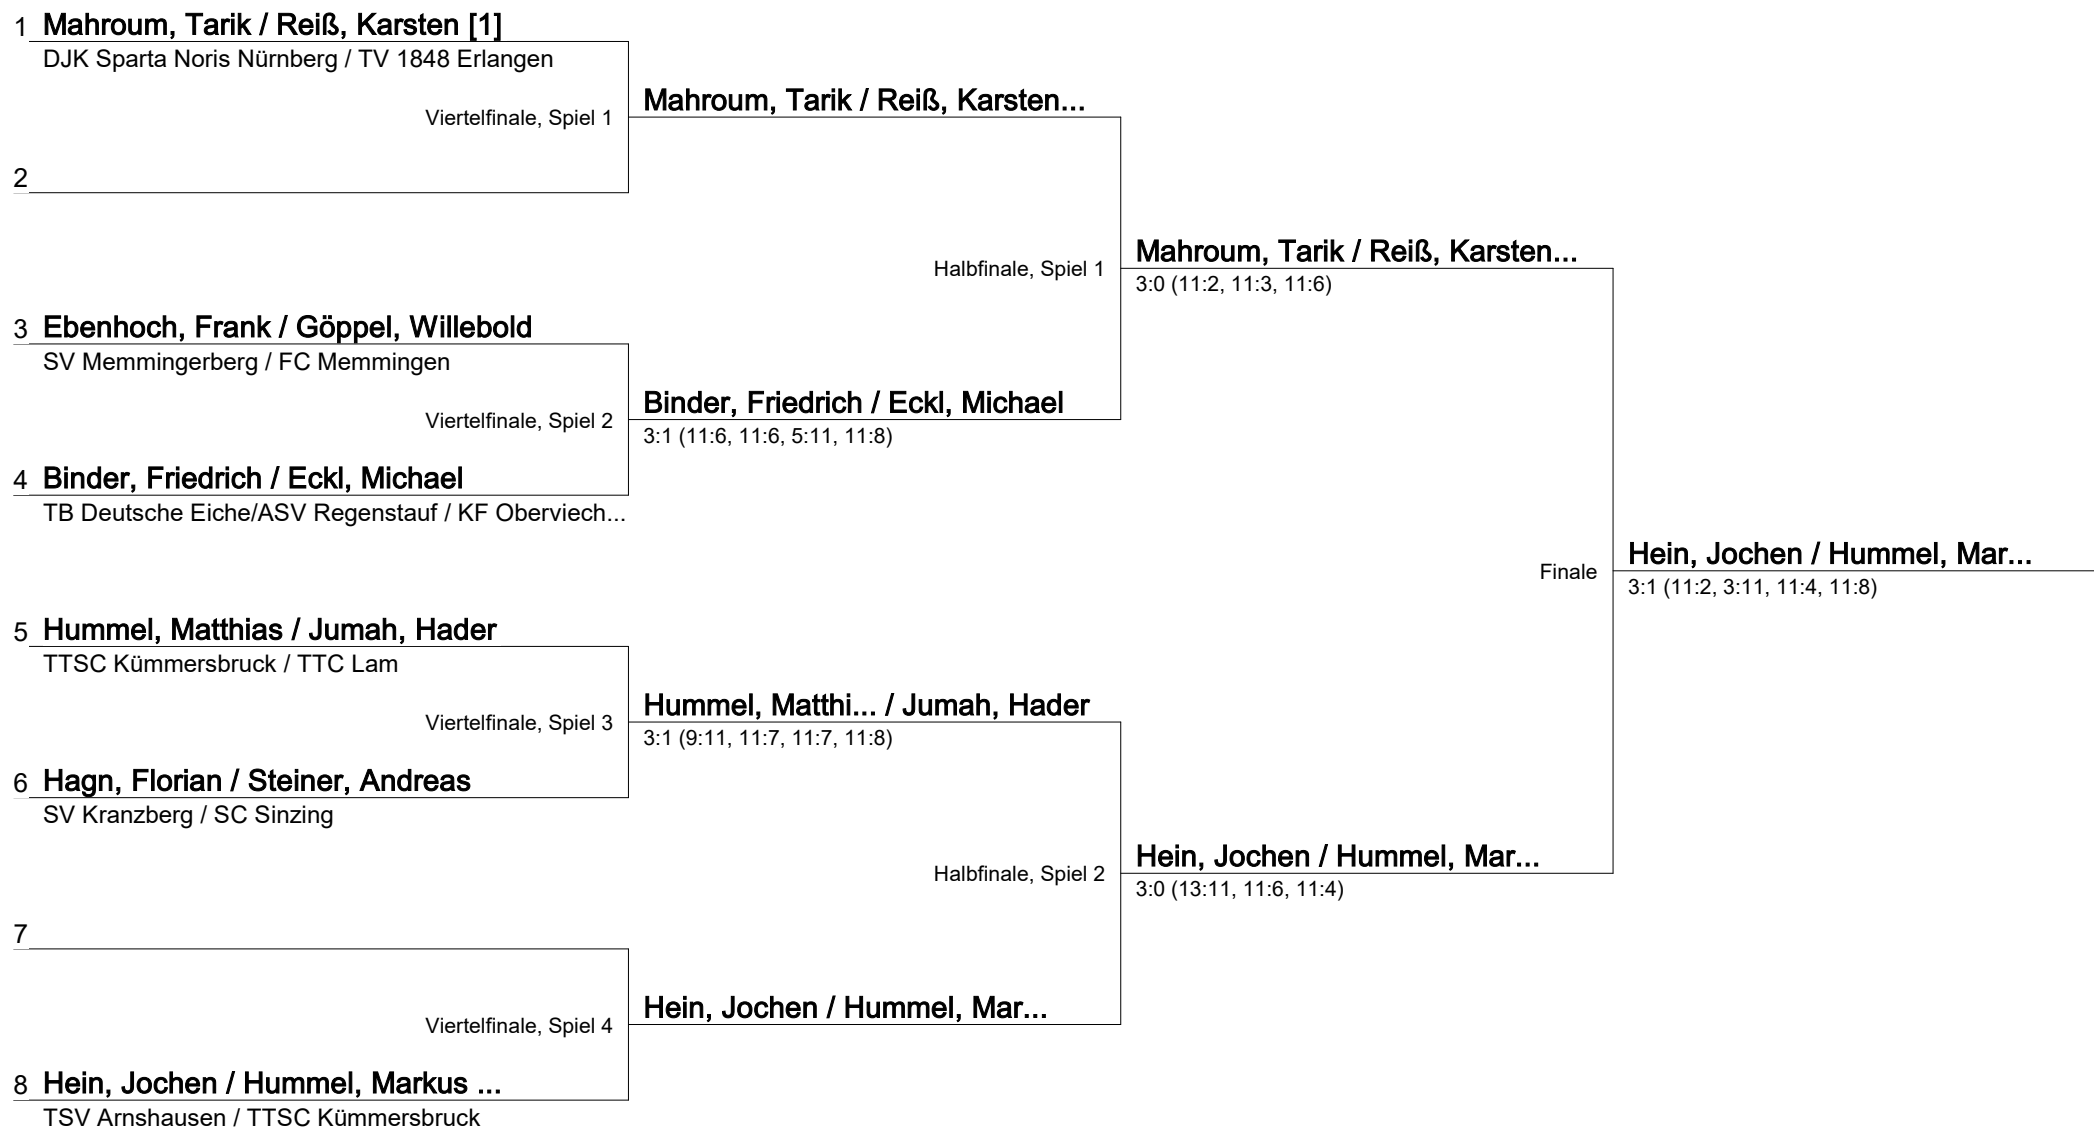 1 Mahroum, Tarik / Reiß, Karsten [1]
DJK Sparta Noris Nürnberg / TV 1848 Erlangen
Viertelfinale, Spiel 1
Mahroum, Tarik / Reiß, Karsten...
2
Halbfinale, Spiel 1
Mahroum, Tarik / Reiß, Karsten...
3:0 (11:2, 11:3, 11:6)
3 Ebenhoch, Frank / Göppel, Willebold
SV Memmingerberg / FC Memmingen
Viertelfinale, Spiel 2
Binder, Friedrich / Eckl, Michael
3:1 (11:6, 11:6, 5:11, 11:8)
4 Binder, Friedrich / Eckl, Michael
TB Deutsche Eiche/ASV Regenstauf / KF Oberviech...
Finale
Hein, Jochen / Hummel, Mar...
3:1 (11:2, 3:11, 11:4, 11:8)
5 Hummel, Matthias / Jumah, Hader
TTSC Kümmersbruck / TTC Lam
Viertelfinale, Spiel 3
Hummel, Matthi... / Jumah, Hader
3:1 (9:11, 11:7, 11:7, 11:8)
6 Hagn, Florian / Steiner, Andreas
SV Kranzberg / SC Sinzing
Halbfinale, Spiel 2
Hein, Jochen / Hummel, Mar...
3:0 (13:11, 11:6, 11:4)
7
Viertelfinale, Spiel 4
Hein, Jochen / Hummel, Mar...
8 Hein, Jochen / Hummel, Markus ...
TSV Arnshausen / TTSC Kümmersbruck